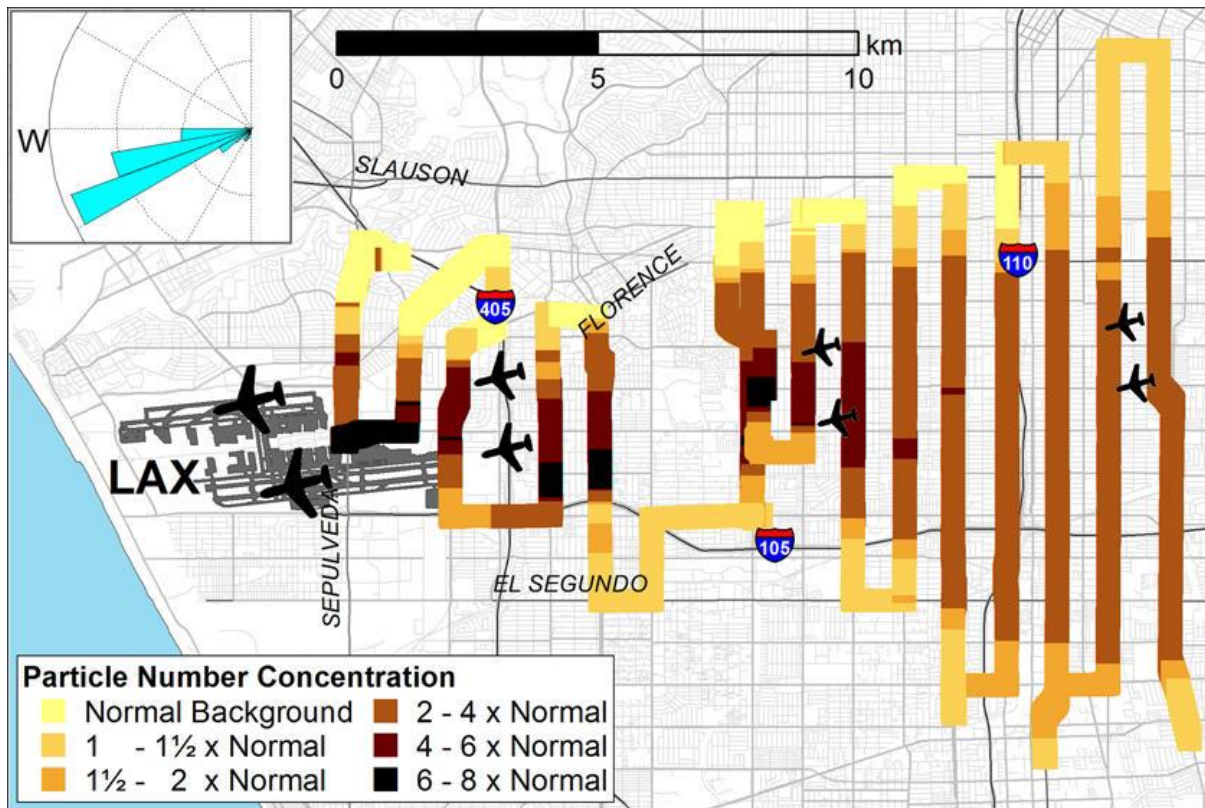 W
km
0 5 10
SLAUSON
FLORENCE
405
110
LAX
SEPULVEDA
105
EL SEGUNDO
Particle Number Concentration
Normal Background
1 - 1½ x Normal
1½ - 2 x Normal
2 - 4 x Normal
4 - 6 x Normal
6 - 8 x Normal